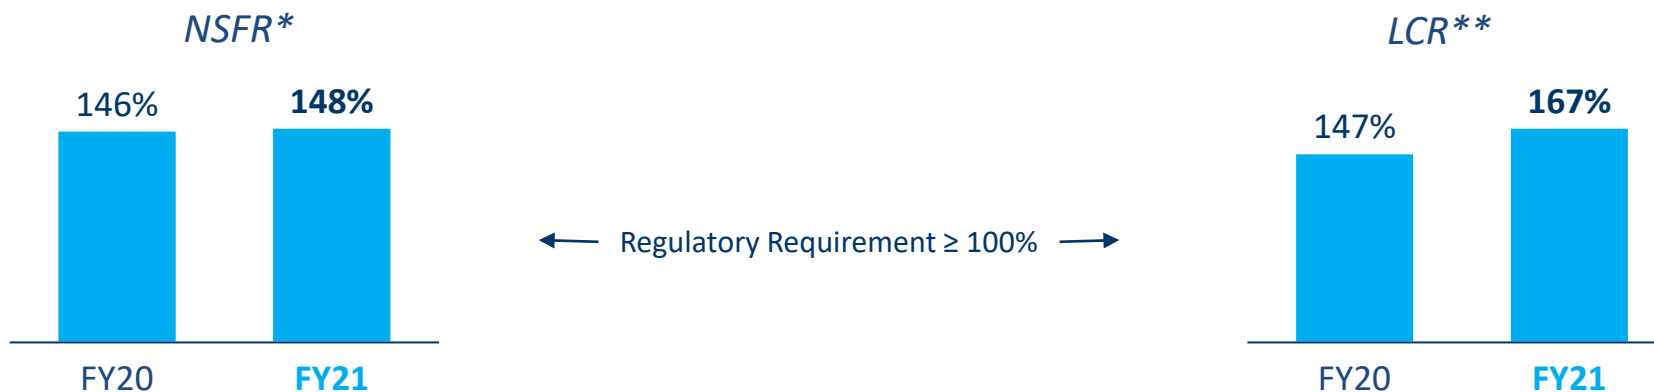 NSFR*
146%
148%
FY20
FY21
Regulatory Requirement ≥ 100%
LCR**
147%
167%
FY20
FY21